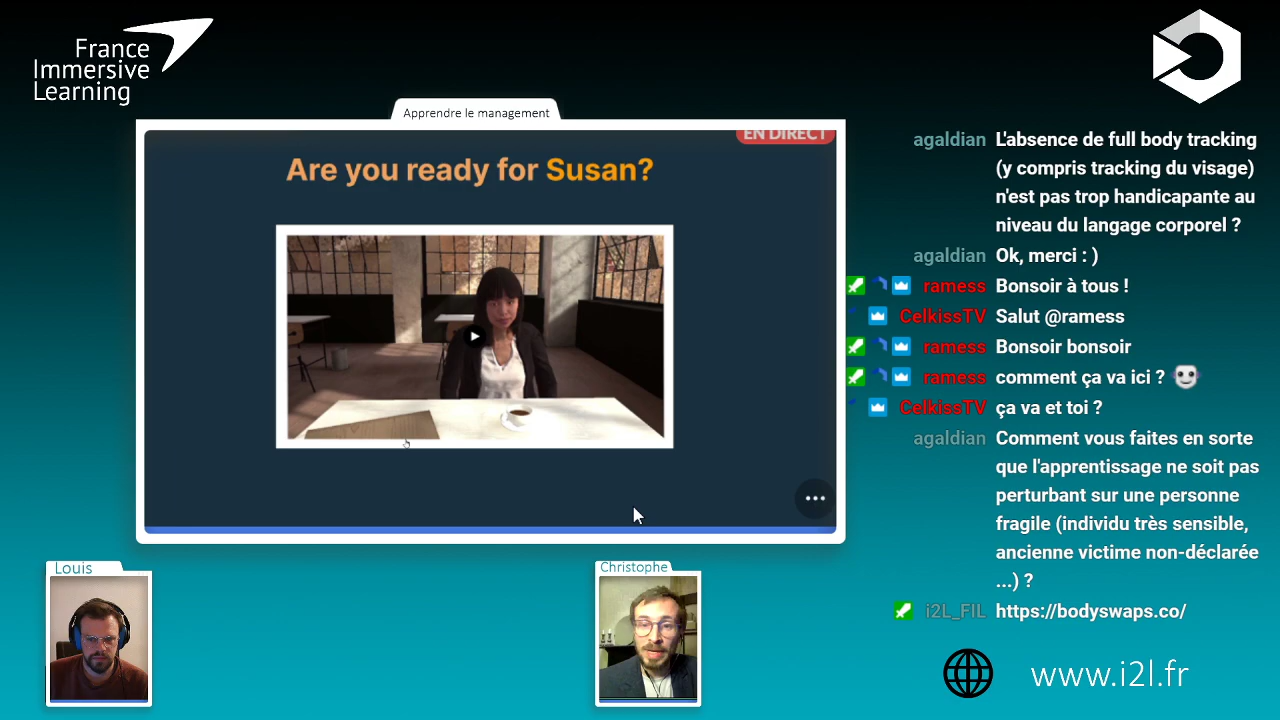 France
Immersive
Learning
Apprendre le management
EN DIRECT
Are you ready for Susan?
Louis
Christophe
agaldian L'absence de full body tracking
(y compris tracking du visage)
n'est pas trop handicapante au
niveau du langage corporel ?
agaldian Ok, merci : )
ramess Bonsoir à tous !
CelkissTV Salut @ramess
ramess Bonsoir bonsoir
ramess comment ça va ici ?
CelkissTV ça va et toi ?
agaldian Comment vous faites en sorte
que l'apprentissage ne soit pas
perturbant sur une personne
fragile (individu très sensible,
ancienne victime non-déclarée
...) ?
i2L_FIL https://bodyswaps.co/
www.i2l.fr